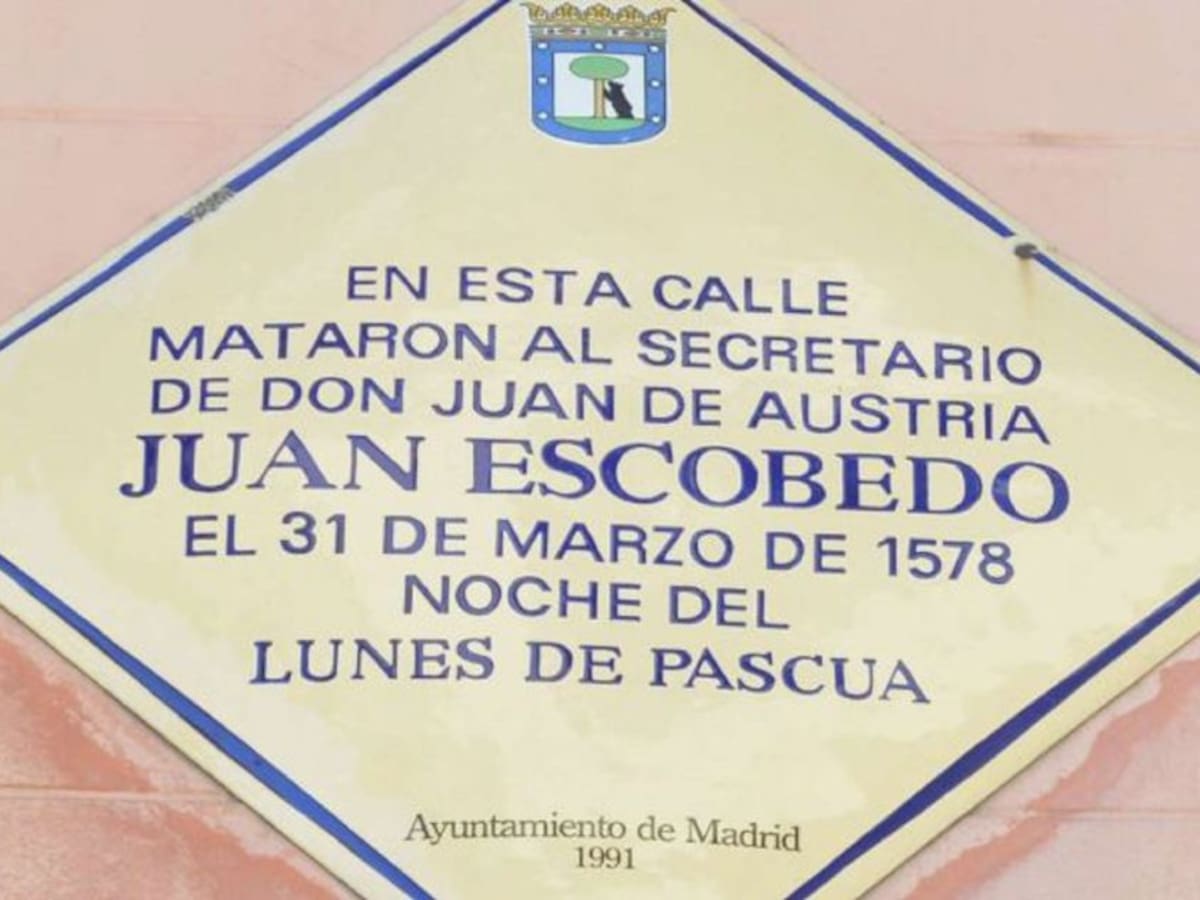 EN ESTA CALLE
MATARON AL SECRETARIO
DE DON JUAN DE AUSTRIA
JUAN ESCOBEDO
EL 31 DE MARZO DE 1578
NOCHE DEL
LUNES DE PASCUA
Ayuntamiento de Madrid
1991